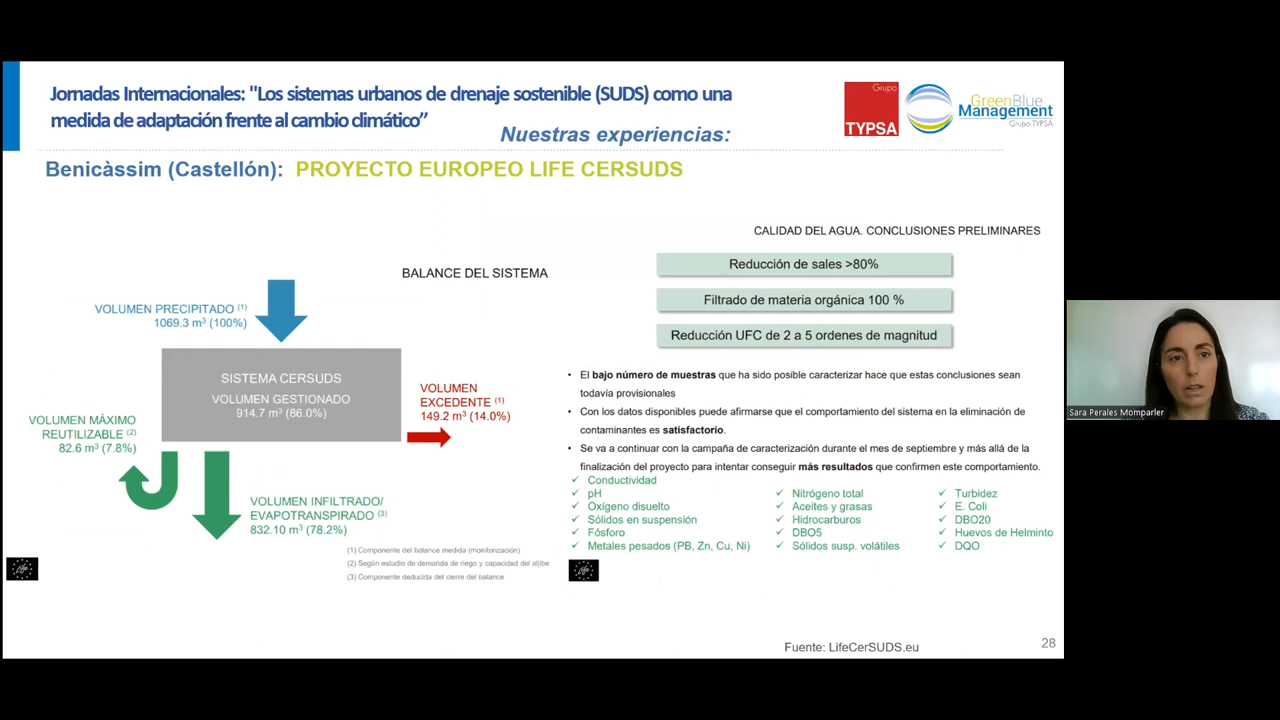 Jornadas Internacionales: "Los sistemas urbanos de drenaje sostenible (SUDS) como una
medida de adaptación frente al cambio climático”
Nuestras experiencias:
Grupo
TYPSA
GreenBlue
Management
Grupo TYPSA
Benicàssim (Castellón): PROYECTO EUROPEO LIFE CERSUDS
BALANCE DEL SISTEMA
VOLUMEN PRECIPITADO (1)
1069.3 m³ (100%)
SISTEMA CERSUDS
VOLUMEN GESTIONADO
914.7 m³ (86.0%)
VOLUMEN
EXCEDENTE (1)
149.2 m³ (14.0%)
VOLUMEN MÁXIMO
REUTILIZABLE (2)
82.6 m³ (7.8%)
VOLUMEN INFILTRADO/
EVAPOTRANSPIRADO (3)
832.10 m³ (78.2%)
(1) Componente del balance medida (monitorización)
(2) Según estudio de demanda de riego y capacidad del aljibe
(3) Componente deducida del cierre del balance
Life
CALIDAD DEL AGUA. CONCLUSIONES PRELIMINARES
Reducción de sales >80%
Filtrado de materia orgánica 100 %
Reducción UFC de 2 a 5 ordenes de magnitud
• El bajo número de muestras que ha sido posible caracterizar hace que estas conclusiones sean
todavía provisionales
• Con los datos disponibles puede afirmarse que el comportamiento del sistema en la eliminación de
contaminantes es satisfactorio.
• Se va a continuar con la campaña de caracterización durante el mes de septiembre y más allá de la
finalización del proyecto para intentar conseguir más resultados que confirmen este comportamiento.
✓ Conductividad
✓ pH
✓ Oxígeno disuelto
✓ Sólidos en suspensión
✓ Fósforo
✓ Metales pesados (PB, Zn, Cu, Ni)
✓ Nitrógeno total
✓ Aceites y grasas
✓ Hidrocarburos
✓ DBO5
✓ Sólidos susp. volátiles
✓ Turbidez
✓ E. Coli
✓ DBO20
✓ Huevos de Helminto
✓ DQO
Life
Fuente: LifeCerSUDS.eu
28
Sara Perales Momparler